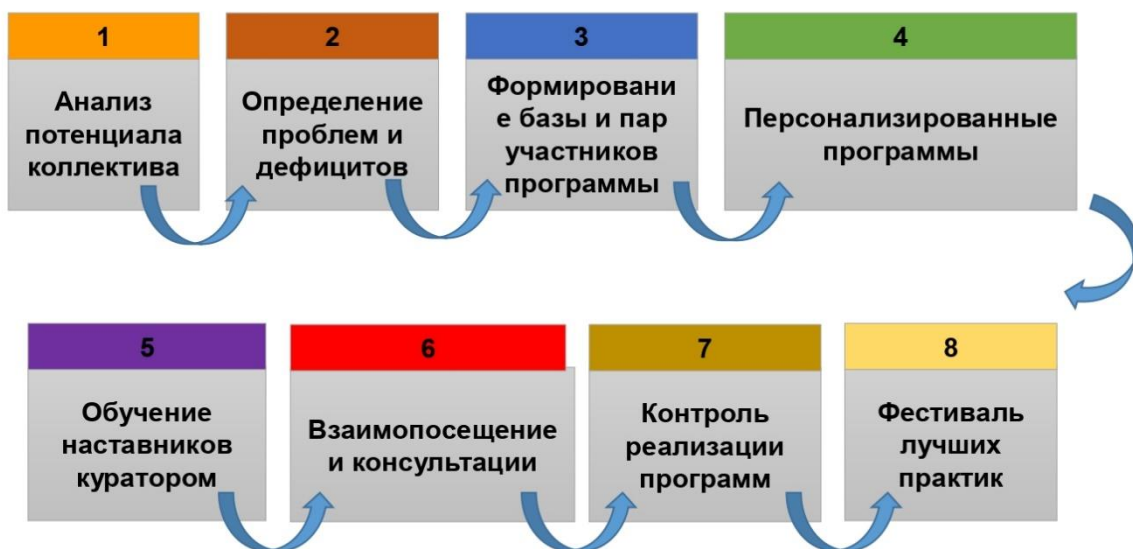 1
Анализ
потенциала
коллектива
2
Определение
проблем и
дефицитов
3
Формировани
е базы и пар
участников
программы
4
Персонализированные
программы
5
Обучение
наставников
куратором
6
Взаимопосещение
и консультации
7
Контроль
реализации
программ
8
Фестиваль
лучших
практик